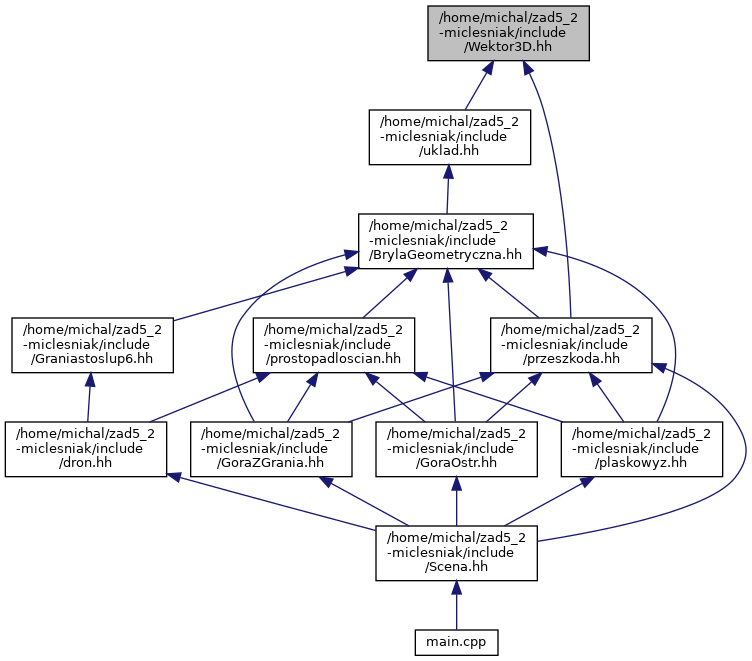 /home/michal/zad5_2
-miclesniak/include
/Wektor3D.hh
/home/michal/zad5_2
-miclesniak/include
/uklad.hh
/home/michal/zad5_2
-miclesniak/include
/BrylaGeometryczna.hh
/home/michal/zad5_2
-miclesniak/include
/Graniastoslup6.hh
/home/michal/zad5_2
-miclesniak/include
/prostopadloscian.hh
/home/michal/zad5_2
-miclesniak/include
/przeszkoda.hh
/home/michal/zad5_2
-miclesniak/include
/dron.hh
/home/michal/zad5_2
-miclesniak/include
/GoraZGrania.hh
/home/michal/zad5_2
-miclesniak/include
/GoraOstr.hh
/home/michal/zad5_2
-miclesniak/include
/plaskowyz.hh
/home/michal/zad5_2
-miclesniak/include
/Scena.hh
main.cpp